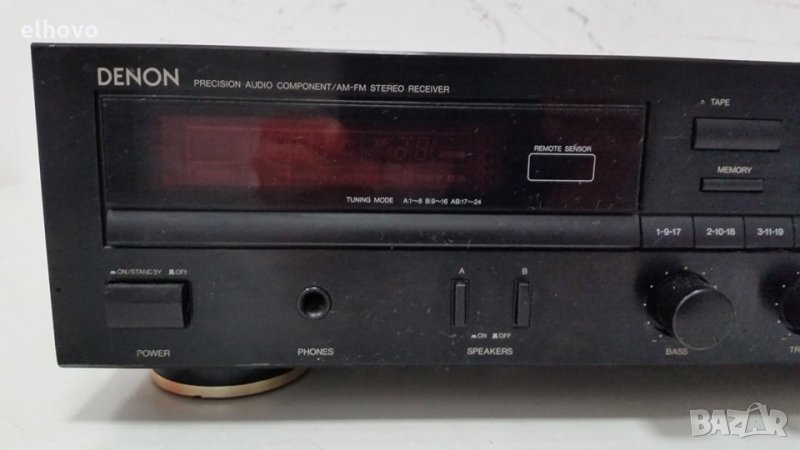 elhovo
DENON PRECISION AUDIO COMPONENT/AM-FM STEREO RECEIVER
TAPE
REMOTE SENSOR
MEMORY
TUNING MODE A:1~8 B:9~16 AB:17~24
1-9-17 2-10-18 3-11-19
ON/STANDBY OFF
A B
ON OFF
POWER PHONES SPEAKERS BASS
BAZAR